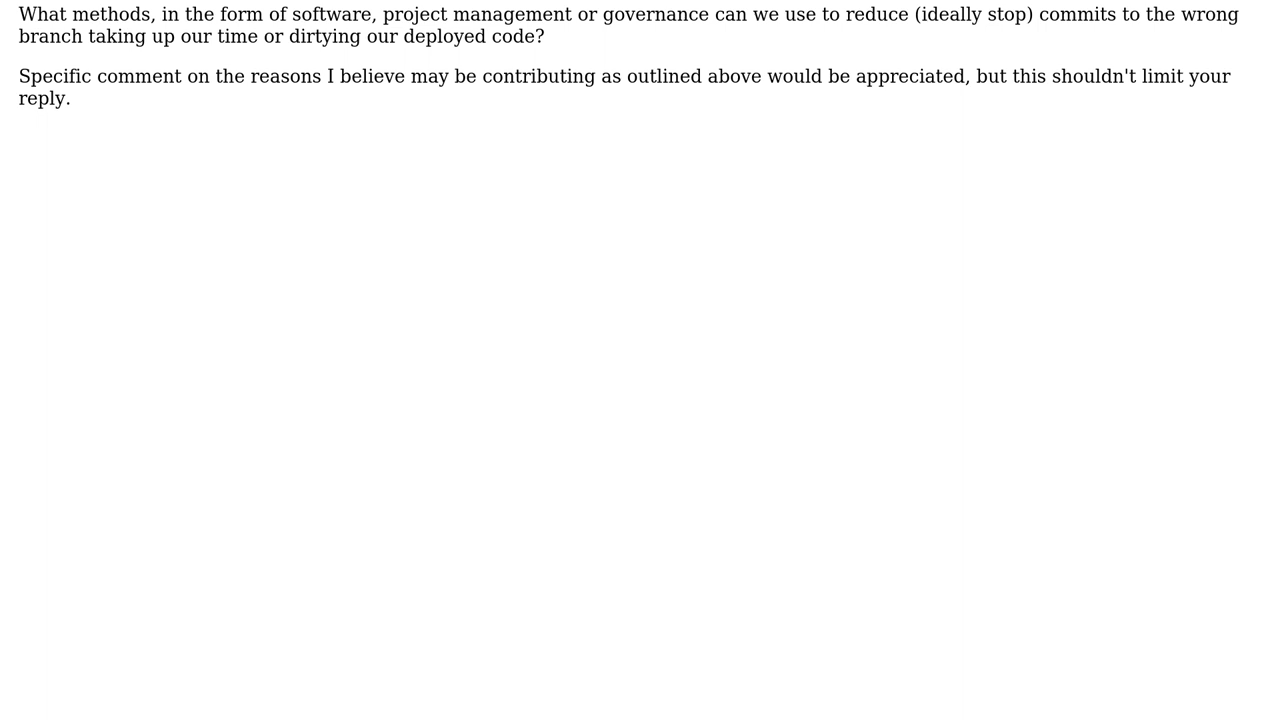 What methods, in the form of software, project management or governance can we use to reduce (ideally stop) commits to the wrong
branch taking up our time or dirtying our deployed code?
Specific comment on the reasons I believe may be contributing as outlined above would be appreciated, but this shouldn't limit your
reply.